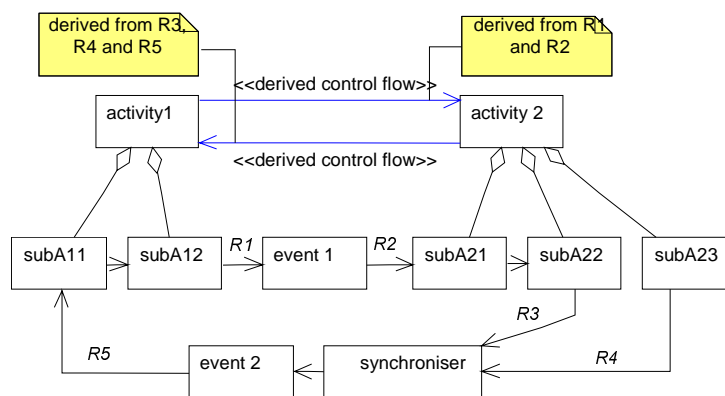 derived from R3,
R4 and R5
derived from R1
and R2
<<derived control flow>>
activity1
activity 2
<<derived control flow>>
subA11
subA12
R1
event 1
R2
subA21
subA22
subA23
R3
R5
event 2
synchroniser
R4